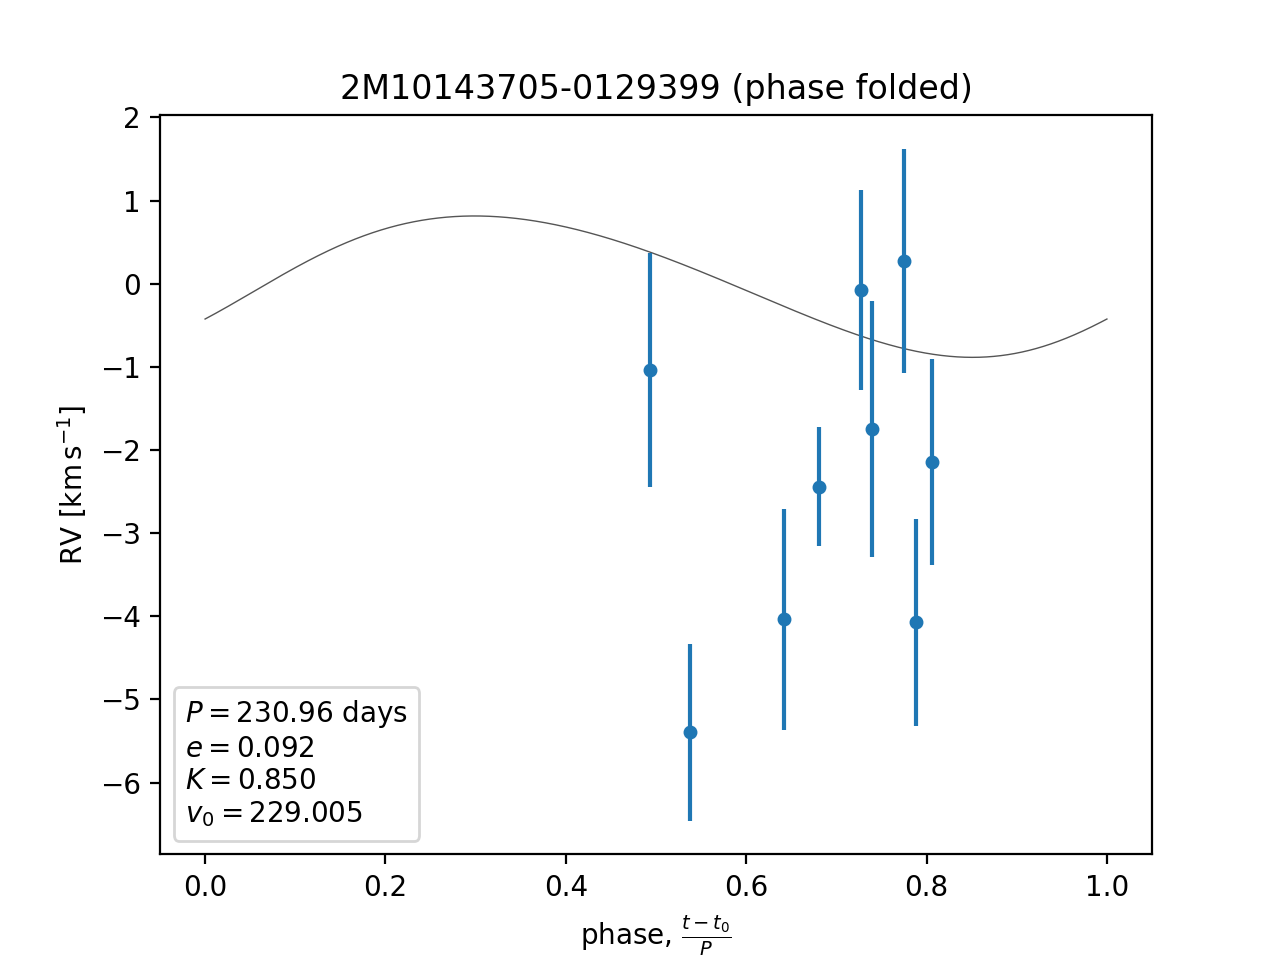 2M10143705-0129399 (phase folded)
2
1
0
−1
−2
−3
−4
−5
−6
RV [km s⁻¹]
P = 230.96 days
e = 0.092
K = 0.850
v₀ = 229.005
0.0 0.2 0.4 0.6 0.8 1.0
phase, \frac{t − t₀}{P}